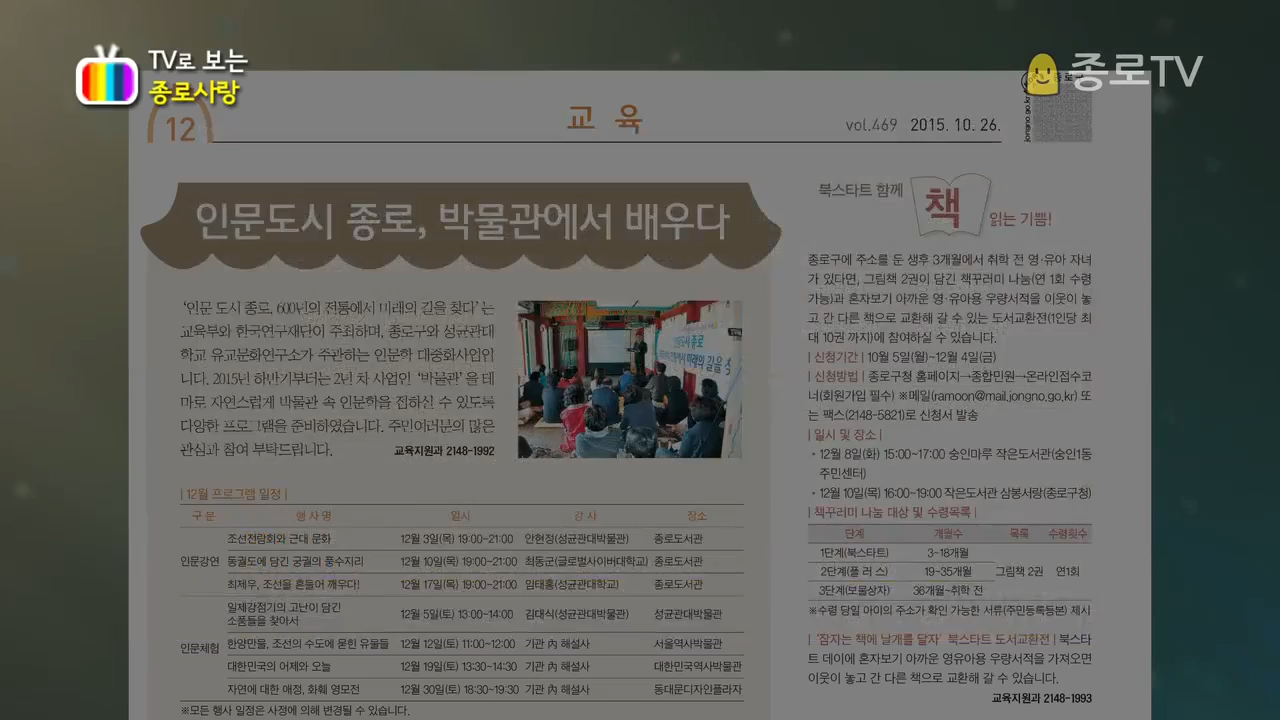 TV로 보는
종로사랑
종로TV
12
교 육
vol.469 2015. 10. 26.
인문도시 종로, 박물관에서 배우다
'인문 도시 종로, 600년의 전통에서 미래의 길을 찾다'는
교육부와 한국연구재단이 주최하며, 종로구와 성균관대
학교 유교문화연구소가 주관하는 인문학 대중화사업입
니다. 2015년 하반기부터는 2년 차 사업인 '박물관'을 테
마로 자연스럽게 박물관 속 인문학을 접하실 수 있도록
다양한 프로그램을 준비하였습니다. 주민여러분의 많은
관심과 참여 부탁드립니다.
교육지원과 2148-1992
인문도시 종로
미래의 길을
| 12월 프로그램 일정 |
구 분 행 사 명 일시 강 사 장소
조선전람회와 근대 문화 12월 3일(목) 19:00~21:00 안현정(성균관대박물관) 종로도서관
인문강연 동궐도에 담긴 궁궐의 풍수지리 12월 10일(목) 19:00~21:00 최동군(글로벌사이버대학교) 종로도서관
최제우, 조선을 흔들어 깨우다! 12월 17일(목) 19:00~21:00 임태홍(성균관대학교) 종로도서관
일제강점기의 고난이 담긴
소품들을 찾아서 12월 5일(토) 13:00~14:00 김대식(성균관대박물관) 성균관대박물관
인문체험 한양만물, 조선의 수도에 묻힌 유물들 12월 12일(토) 11:00~12:00 기관 內 해설사 서울역사박물관
대한민국의 어제와 오늘 12월 19일(토) 13:30~14:30 기관 內 해설사 대한민국역사박물관
자연에 대한 애정, 화훼 영모전 12월 30일(토) 18:30~19:30 기관 內 해설사 동대문디자인플라자
※모든 행사 일정은 사정에 의해 변경될 수 있습니다.
북스타트 함께 책 읽는 기쁨!
종로구에 주소를 둔 생후 3개월에서 취학 전 영·유아 자녀
가 있다면, 그림책 2권이 담긴 책꾸러미 나눔(연 1회 수령
가능)과 혼자보기 아까운 영·유아용 우량서적을 이웃이 놓
고 간 다른 책으로 교환해 갈 수 있는 도서교환전(1인당 최
대 10권 까지)에 참여하실 수 있습니다.
| 신청기간 | 10월 5일(월)~12월 4일(금)
| 신청방법 | 종로구청 홈페이지→종합민원→온라인접수코
너(회원가입 필수) ※메일(ramoon@mail.jongno.go.kr) 또
는 팩스(2148-5821)로 신청서 발송
| 일시 및 장소 |
· 12월 8일(화) 15:00~17:00 숭인마루 작은도서관(숭인1동
주민센터)
· 12월 10일(목) 16:00~19:00 작은도서관 삼봉서랑(종로구청)
| 책꾸러미 나눔 대상 및 수령목록 |
단계 개월수 목록 수령횟수
1단계(북스타트) 3~18개월
2단계(플 러 스) 19~35개월 그림책 2권 연1회
3단계(보물상자) 36개월~취학 전
※수령 당일 아이의 주소가 확인 가능한 서류(주민등록등본) 제시
| '잠자는 책에 날개를 달자' 북스타트 도서교환전 | 북스타
트 데이에 혼자보기 아까운 영유아용 우량서적을 가져오면
이웃이 놓고 간 다른 책으로 교환해 갈 수 있습니다.
교육지원과 2148-1993